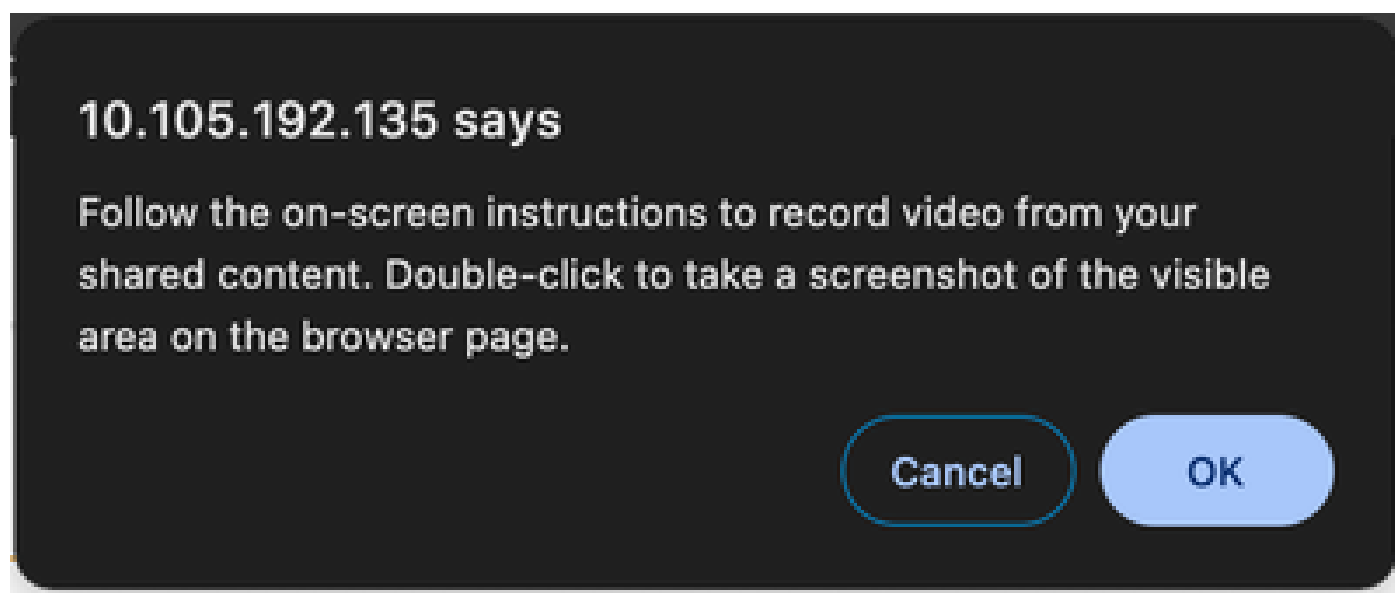 10.105.192.135 says
Follow the on-screen instructions to record video from your
shared content. Double-click to take a screenshot of the visible
area on the browser page.
Cancel
OK